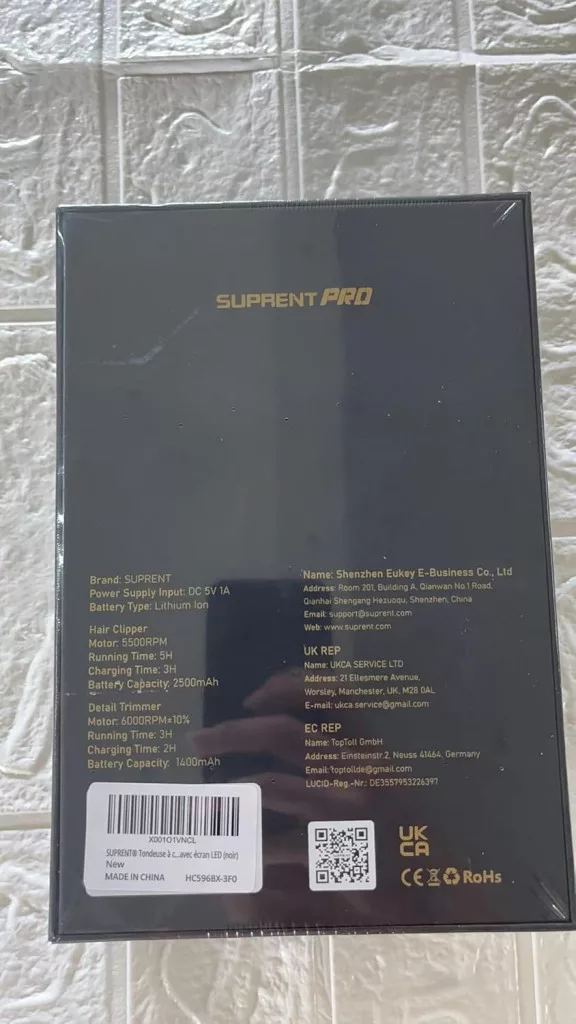 SUPRENT PRO
Brand: SUPRENT
Power Supply Input: DC 5V 1A
Battery Type: Lithium Ion
Hair Clipper
Motor: 5500RPM
Running Time: 5H
Charging Time: 3H
Battery Capacity: 2500mAh
Detail Trimmer
Motor: 6000RPM±10%
Running Time: 3H
Charging Time: 2H
Battery Capacity: 1400mAh
Name: Shenzhen Eukey E-Business Co., Ltd
Address: Room 201, Building A, Qianwan No.1 Road,
Qianhai Shengang Hezuoqu, Shenzhen, China
Email: support@suprent.com
Web: www.suprent.com
UK REP
Name: UKCA SERVICE LTD
Address: 21 Ellesmere Avenue,
Worsley, Manchester, UK, M28 0AL
E-mail: ukca.service@gmail.com
EC REP
Name: TopToll GmbH
Address: Einsteinstr.2, Neuss 41464, Germany
Email: toptollde@gmail.com
LUCID-Reg.-Nr.: DE3557953226397
X001O1VNCL
SUPRENT® Tondeuse à c...avec écran LED (noir)
New
MADE IN CHINA HC596BX-3F0
UK
CA
CE RoHs